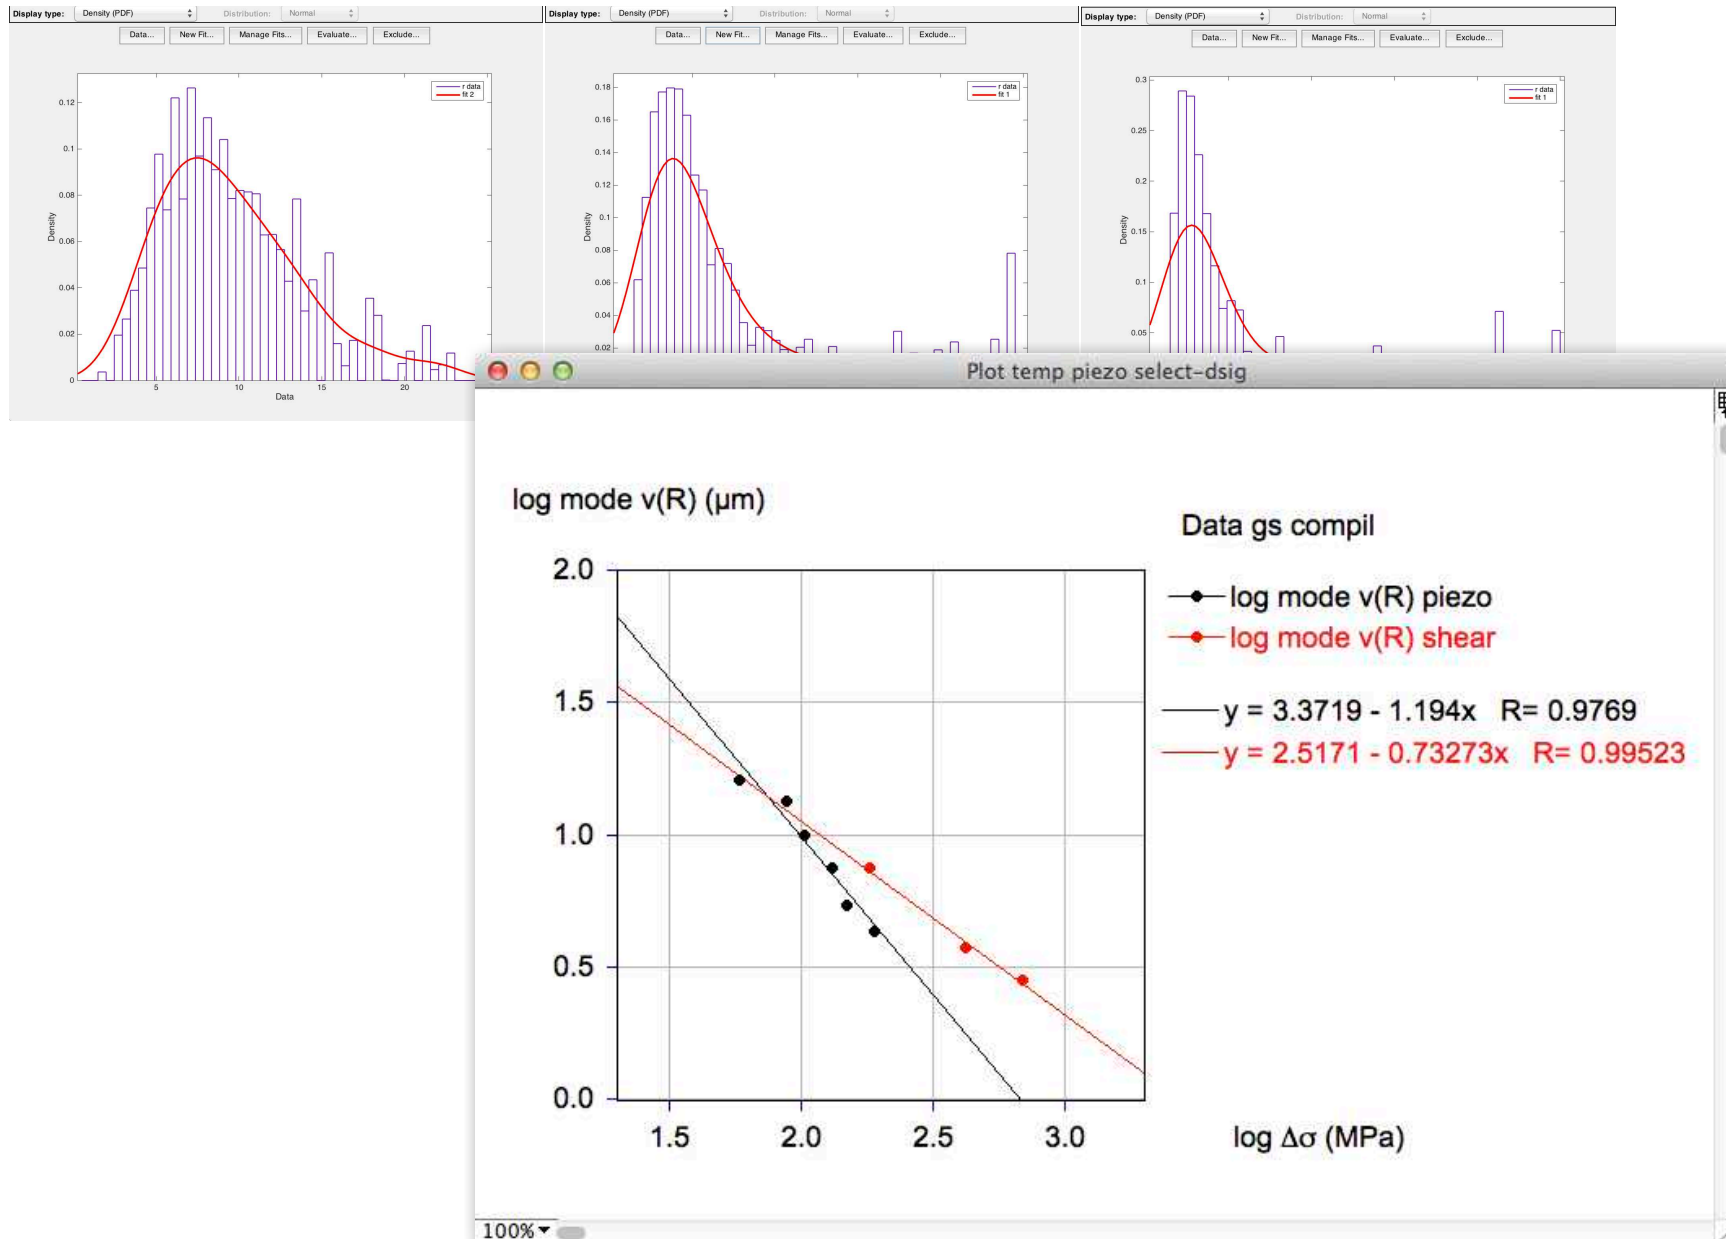 Display type: Density (PDF) Distribution: Normal
Data... New Fit... Manage Fits... Evaluate... Exclude...
r data
fit 2
0.12
0.1
0.08
0.06
0.04
0.02
0
Density
5 10 15 20
Data
Display type: Density (PDF) Distribution: Normal
Data... New Fit... Manage Fits... Evaluate... Exclude...
r data
fit 1
0.18
0.16
0.14
0.12
0.1
0.08
0.06
0.04
0.02
Density
Display type: Density (PDF) Distribution: Normal
Data... New Fit... Manage Fits... Evaluate... Exclude...
r data
fit 1
0.3
0.25
0.2
0.15
0.1
0.05
Density
Plot temp piezo select-dsig
log mode v(R) (µm)
Data gs compil
log mode v(R) piezo
log mode v(R) shear
y = 3.3719 - 1.194x R= 0.9769
y = 2.5171 - 0.73273x R= 0.99523
2.0
1.5
1.0
0.5
0.0
1.5 2.0 2.5 3.0
log Δσ (MPa)
100%